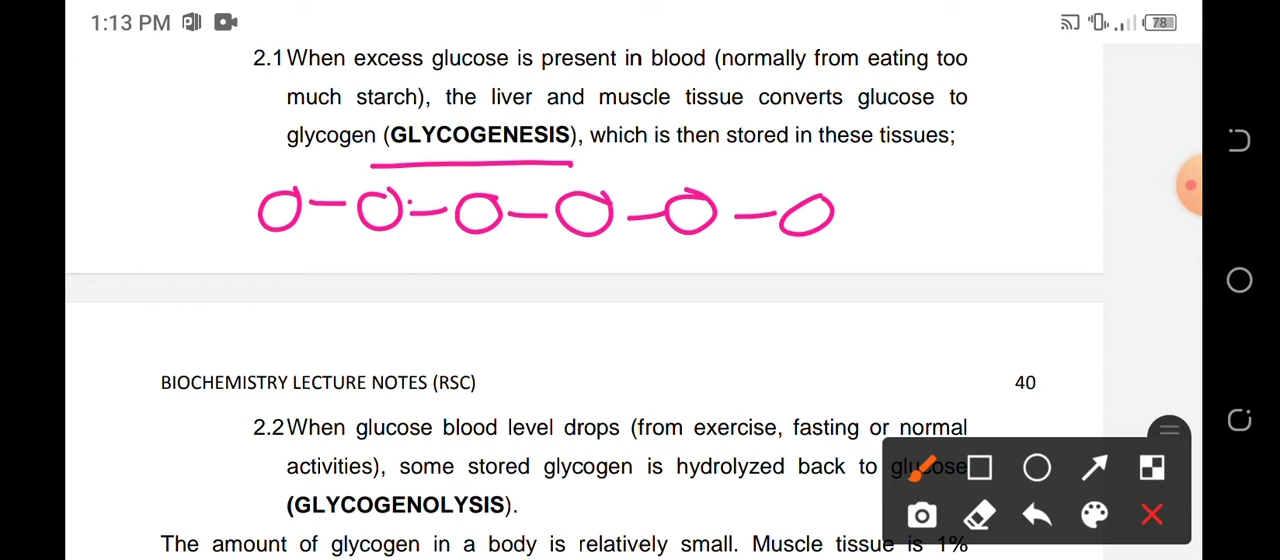 1:13 PM
78
2.1 When excess glucose is present in blood (normally from eating too
much starch), the liver and muscle tissue converts glucose to
glycogen (GLYCOGENESIS), which is then stored in these tissues;
BIOCHEMISTRY LECTURE NOTES (RSC) 40
2.2 When glucose blood level drops (from exercise, fasting or normal
activities), some stored glycogen is hydrolyzed back to glucose
(GLYCOGENOLYSIS).
The amount of glycogen in a body is relatively small. Muscle tissue is 1%